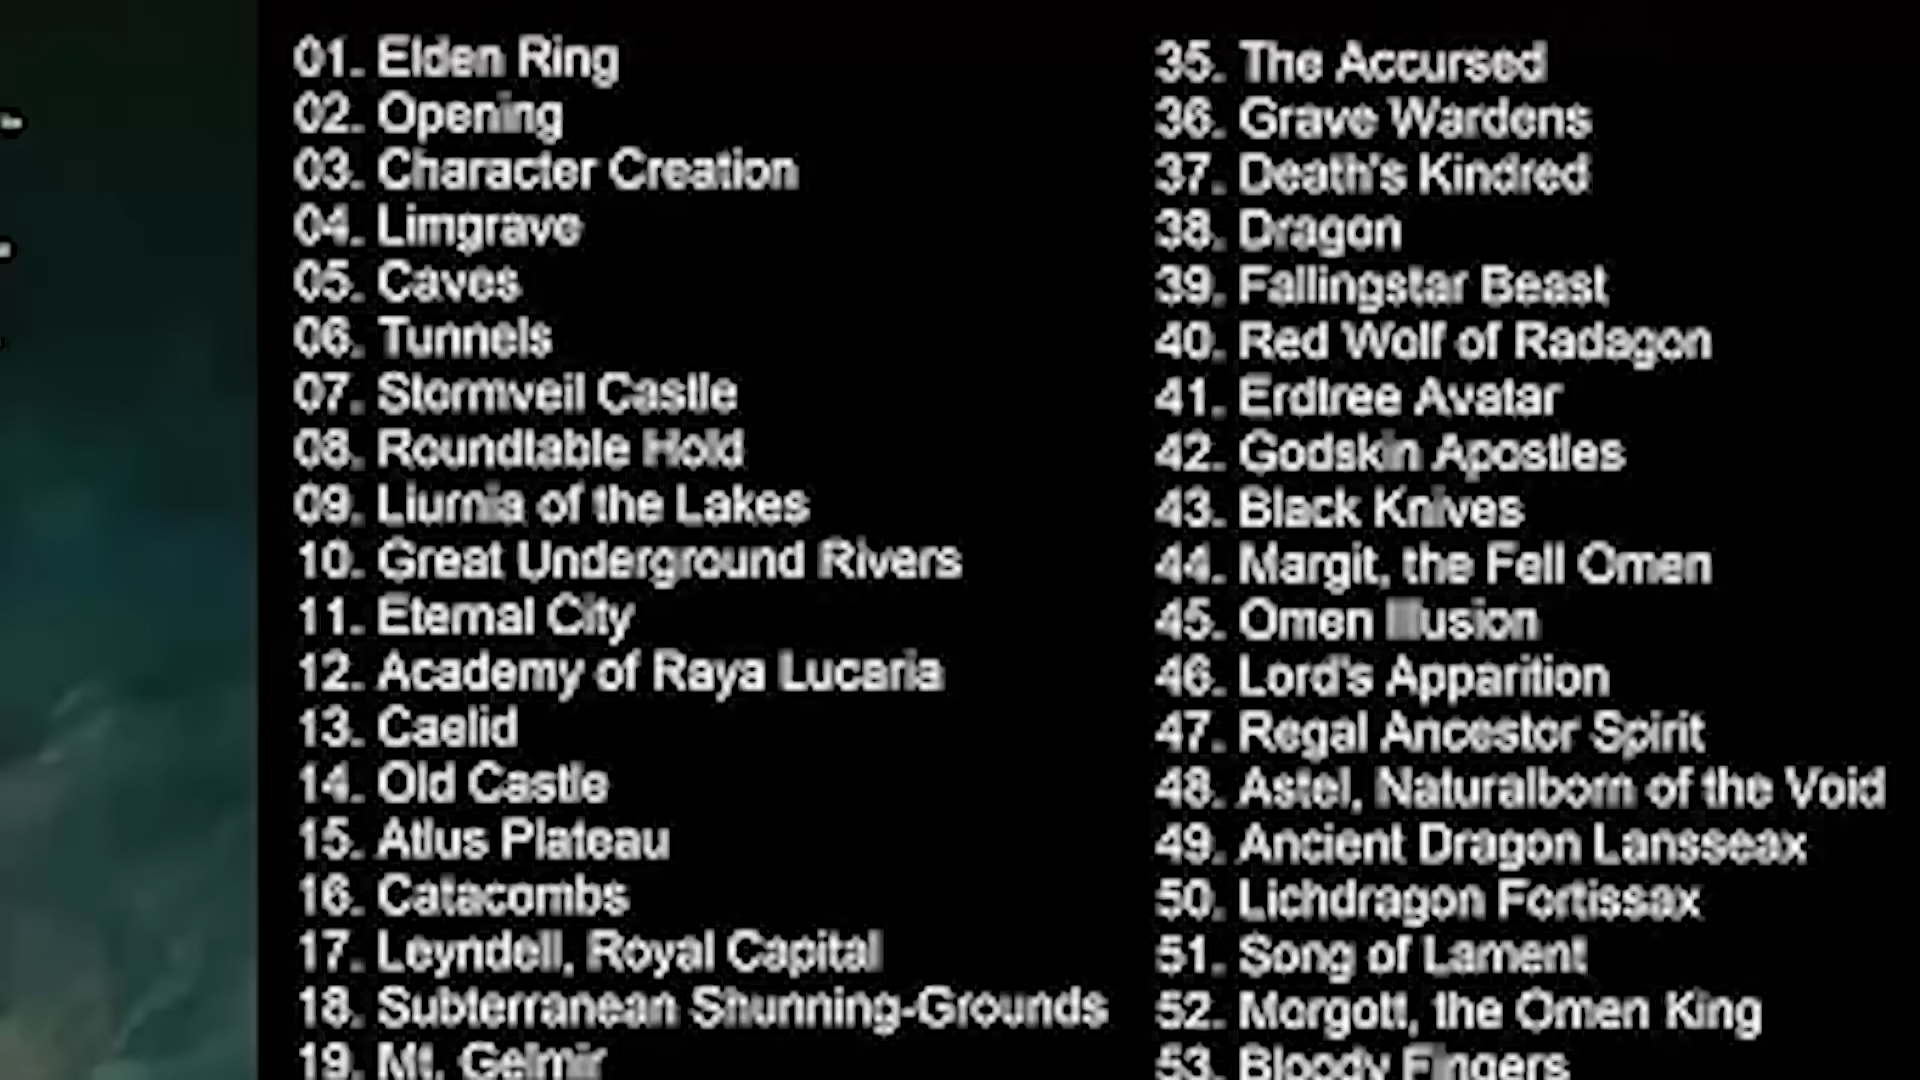 01. Elden Ring
02. Opening
03. Character Creation
04. Limgrave
05. Caves
06. Tunnels
07. Stormveil Castle
08. Roundtable Hold
09. Liurnia of the Lakes
10. Great Underground Rivers
11. Eternal City
12. Academy of Raya Lucaria
13. Caelid
14. Old Castle
15. Atlus Plateau
16. Catacombs
17. Leyndell, Royal Capital
18. Subterranean Shunning-Grounds
19. Mt. Gelmir
35. The Accursed
36. Grave Wardens
37. Death's Kindred
38. Dragon
39. Fallingstar Beast
40. Red Wolf of Radagon
41. Erdtree Avatar
42. Godskin Apostles
43. Black Knives
44. Margit, the Fell Omen
45. Omen Illusion
46. Lord's Apparition
47. Regal Ancestor Spirit
48. Astel, Naturalborn of the Void
49. Ancient Dragon Lansseax
50. Lichdragon Fortissax
51. Song of Lament
52. Morgott, the Omen King
53. Bloody Fingers